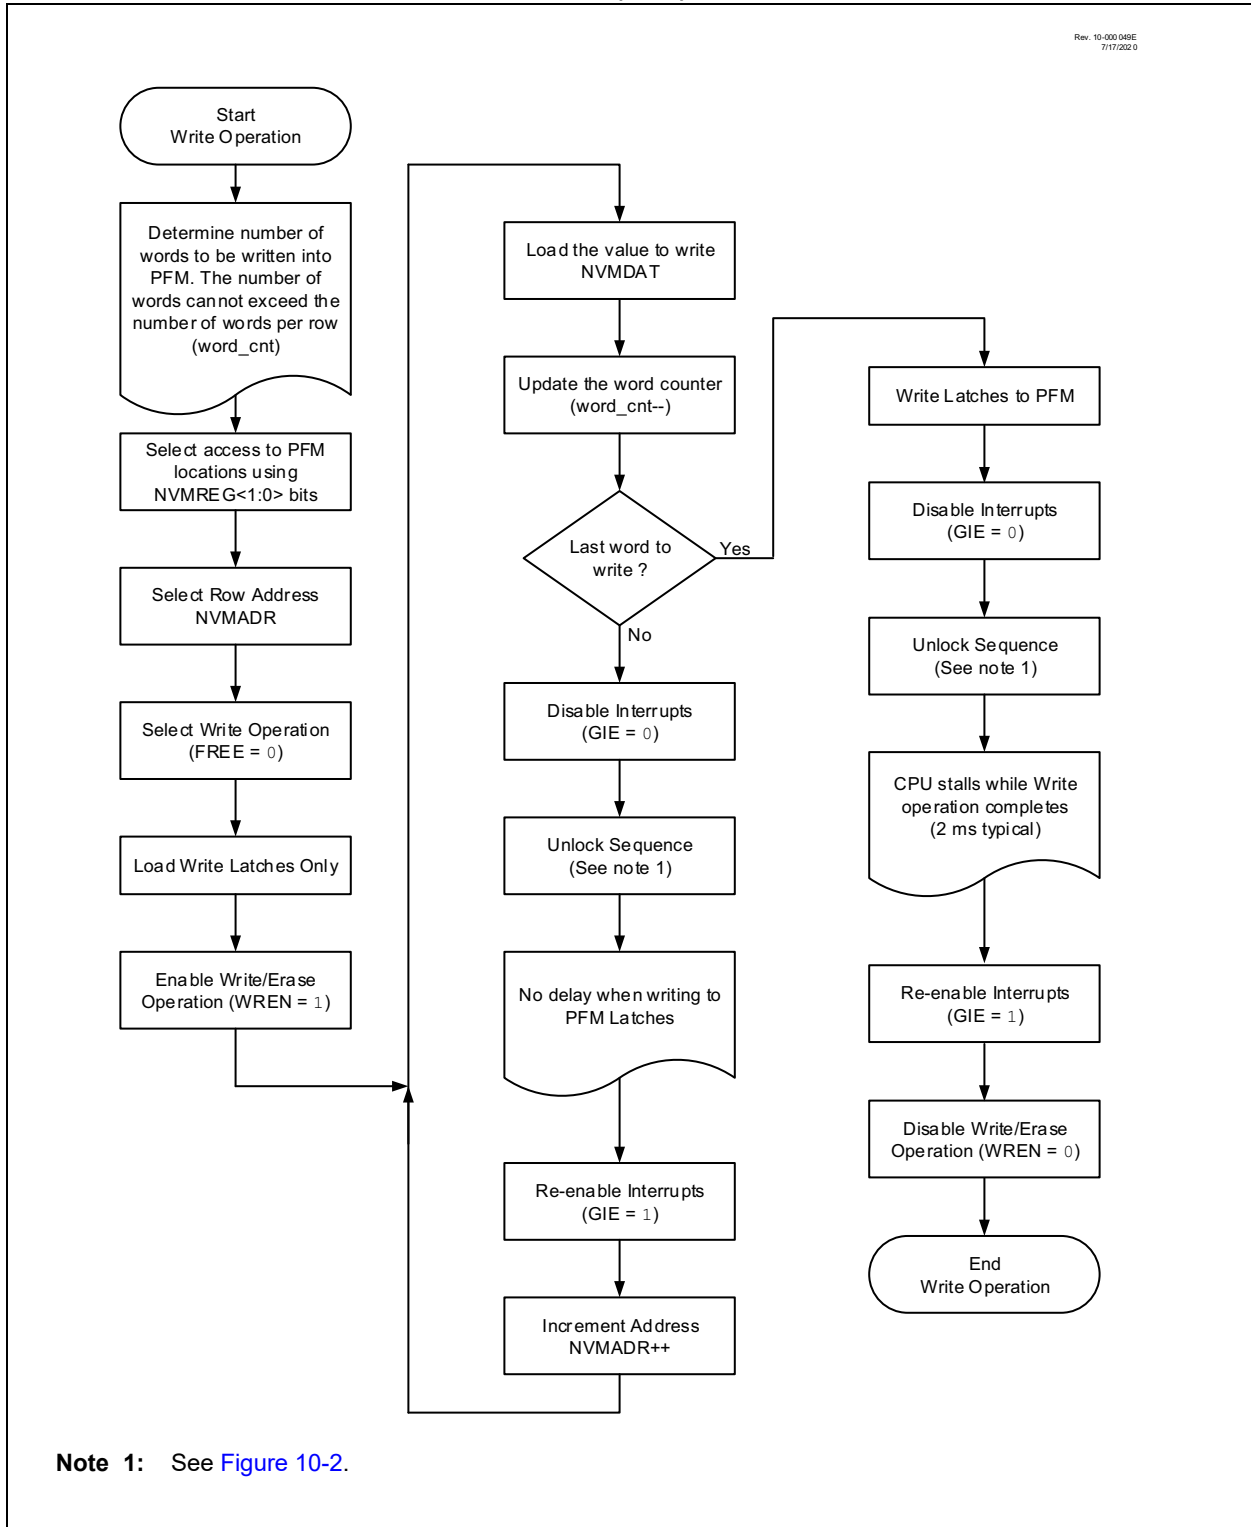 Rev. 10-000 049E
7/17/202 0
Start
Write Operation
Determine number of
words to be written into
PFM. The number of
words cannot exceed the
number of words per row
(word_cnt)
Select access to PFM
locations using
NVMREG<1:0> bits
Select Row Address
NVMADR
Select Write Operation
(FREE = 0)
Load Write Latches Only
Enable Write/Erase
Operation (WREN = 1)
Load the value to write
NVMDAT
Update the word counter
(word_cnt--)
Last word to
write ?
Yes
No
Disable Interrupts
(GIE = 0)
Unlock Sequence
(See note 1)
No delay when writing to
PFM Latches
Re-enable Interrupts
(GIE = 1)
Increment Address
NVMADR++
Write Latches to PFM
Disable Interrupts
(GIE = 0)
Unlock Sequence
(See note 1)
CPU stalls while Write
operation completes
(2 ms typical)
Re-enable Interrupts
(GIE = 1)
Disable Write/Erase
Operation (WREN = 0)
End
Write Operation
Note 1: See Figure 10-2.